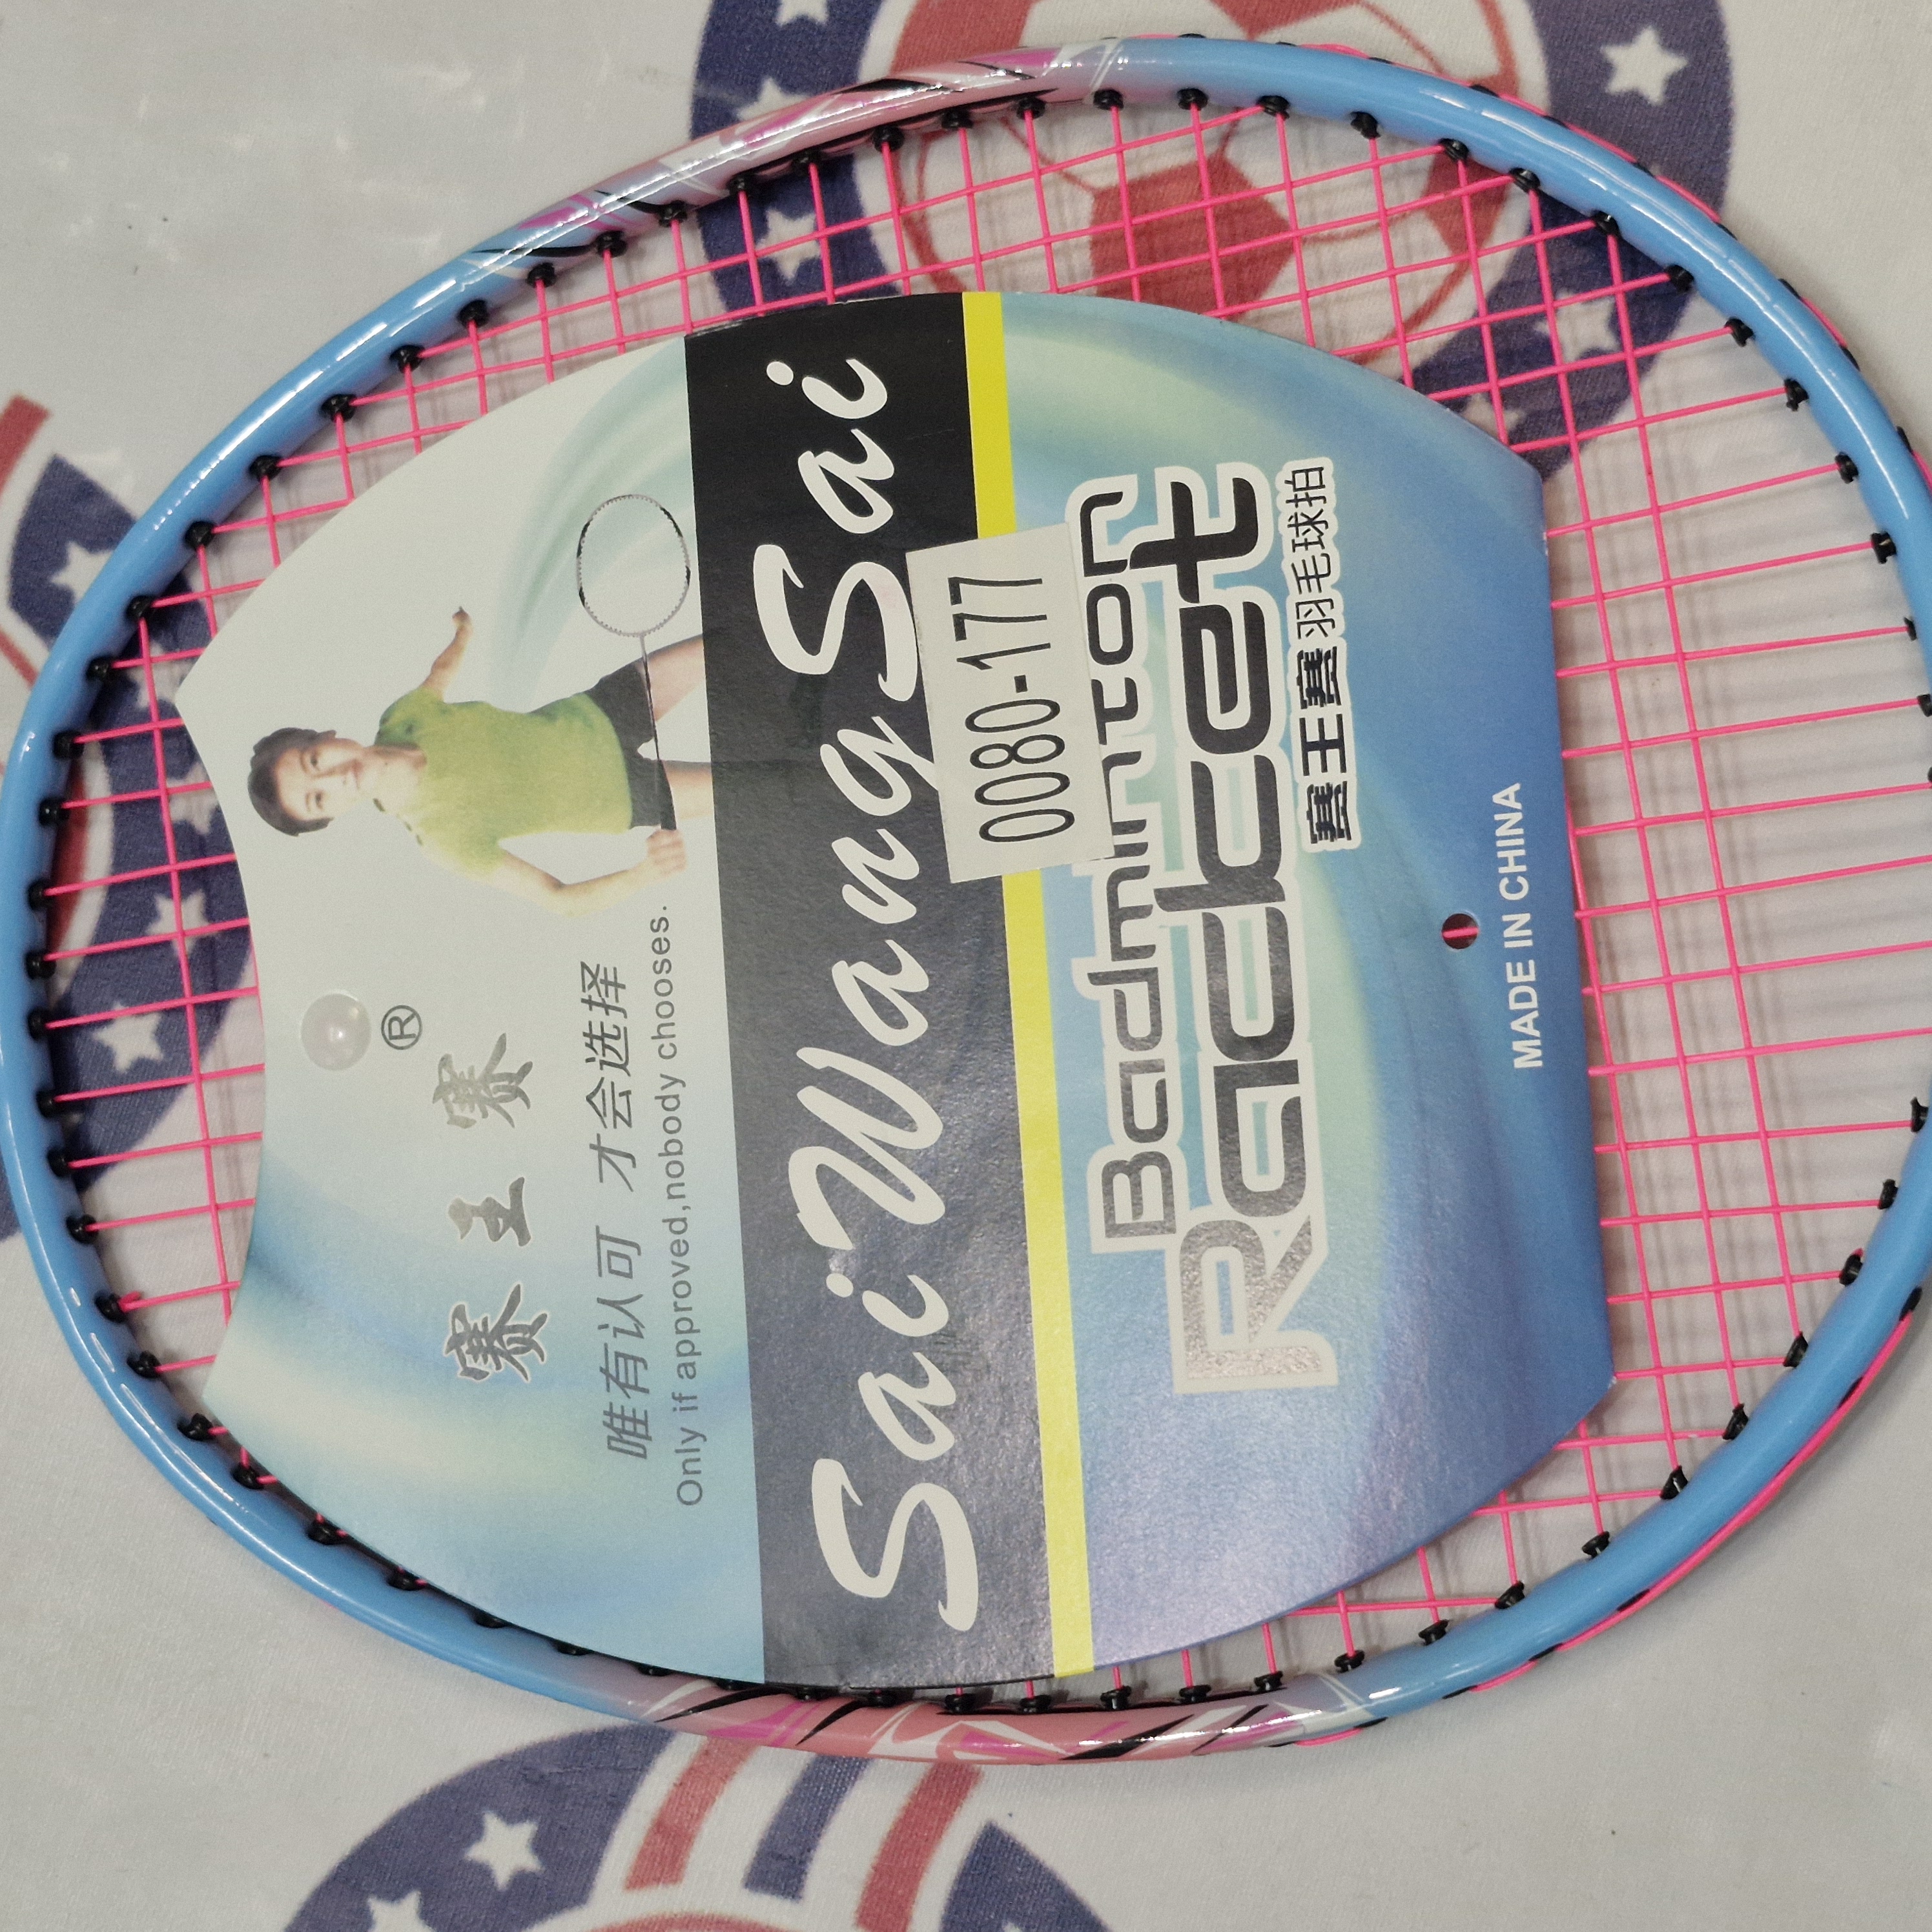 ®
赛王赛
唯有认可 才会选择
Only if approved,nobody chooses.
SaiWangSai
0080-177
Badminton
Racket
赛王赛羽毛球拍
MADE IN CHINA